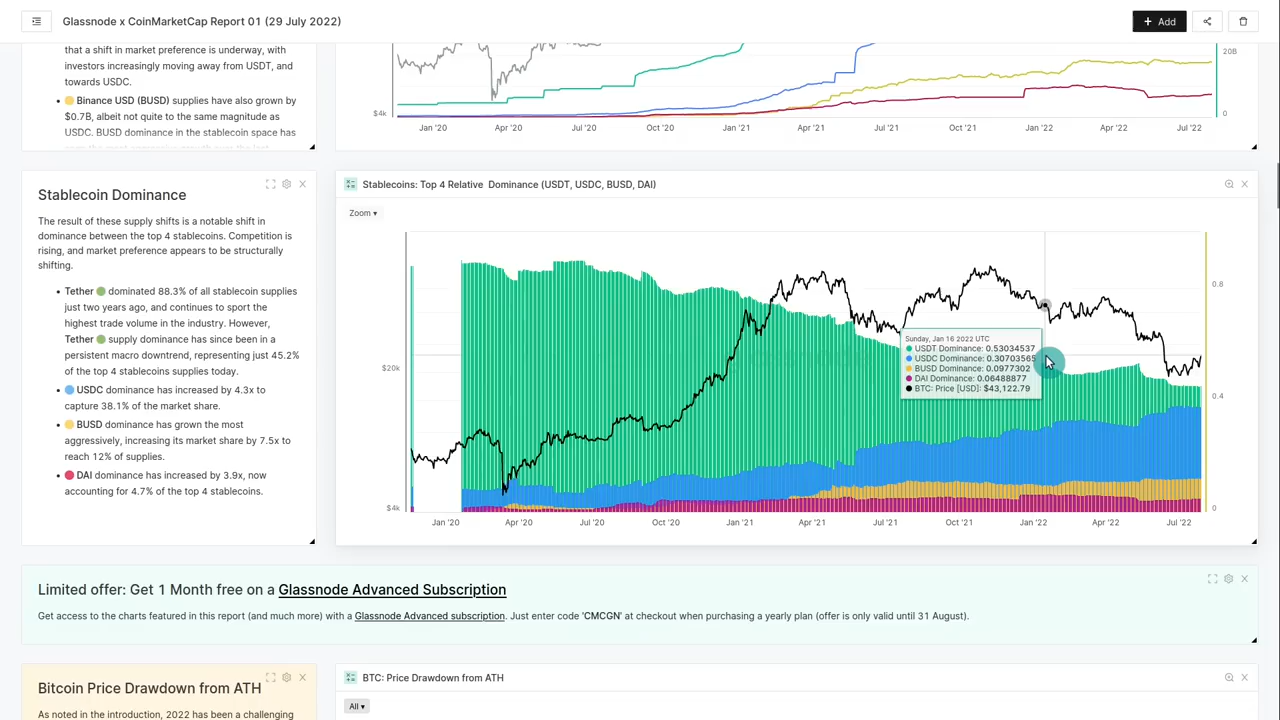 Glassnode x CoinMarketCap Report 01 (29 July 2022)
+ Add
that a shift in market preference is underway, with
investors increasingly moving away from USDT, and
towards USDC.
• Binance USD (BUSD) supplies have also grown by
$0.7B, albeit not quite to the same magnitude as
USDC. BUSD dominance in the stablecoin space has
$4k
20B
0
Jan '20 Apr '20 Jul '20 Oct '20 Jan '21 Apr '21 Jul '21 Oct '21 Jan '22 Apr '22 Jul '22
Stablecoin Dominance
The result of these supply shifts is a notable shift in
dominance between the top 4 stablecoins. Competition is
rising, and market preference appears to be structurally
shifting.
• Tether dominated 88.3% of all stablecoin supplies
just two years ago, and continues to sport the
highest trade volume in the industry. However,
Tether supply dominance has since been in a
persistent macro downtrend, representing just 45.2%
of the top 4 stablecoins supplies today.
• USDC dominance has increased by 4.3x to
capture 38.1% of the market share.
• BUSD dominance has grown the most
aggressively, increasing its market share by 7.5x to
reach 12% of supplies.
• DAI dominance has increased by 3.9x, now
accounting for 4.7% of the top 4 stablecoins.
Stablecoins: Top 4 Relative Dominance (USDT, USDC, BUSD, DAI)
Zoom ▾
$20k
$4k
0.8
0.4
0
Sunday, Jan 16 2022 UTC
USDT Dominance: 0.53034537
USDC Dominance: 0.30703565
BUSD Dominance: 0.0977302
DAI Dominance: 0.06488877
BTC: Price [USD]: $43,122.79
Jan '20 Apr '20 Jul '20 Oct '20 Jan '21 Apr '21 Jul '21 Oct '21 Jan '22 Apr '22 Jul '22
Limited offer: Get 1 Month free on a Glassnode Advanced Subscription
Get access to the charts featured in this report (and much more) with a Glassnode Advanced subscription. Just enter code 'CMCGN' at checkout when purchasing a yearly plan (offer is only valid until 31 August).
Bitcoin Price Drawdown from ATH
As noted in the introduction, 2022 has been a challenging
BTC: Price Drawdown from ATH
All ▾